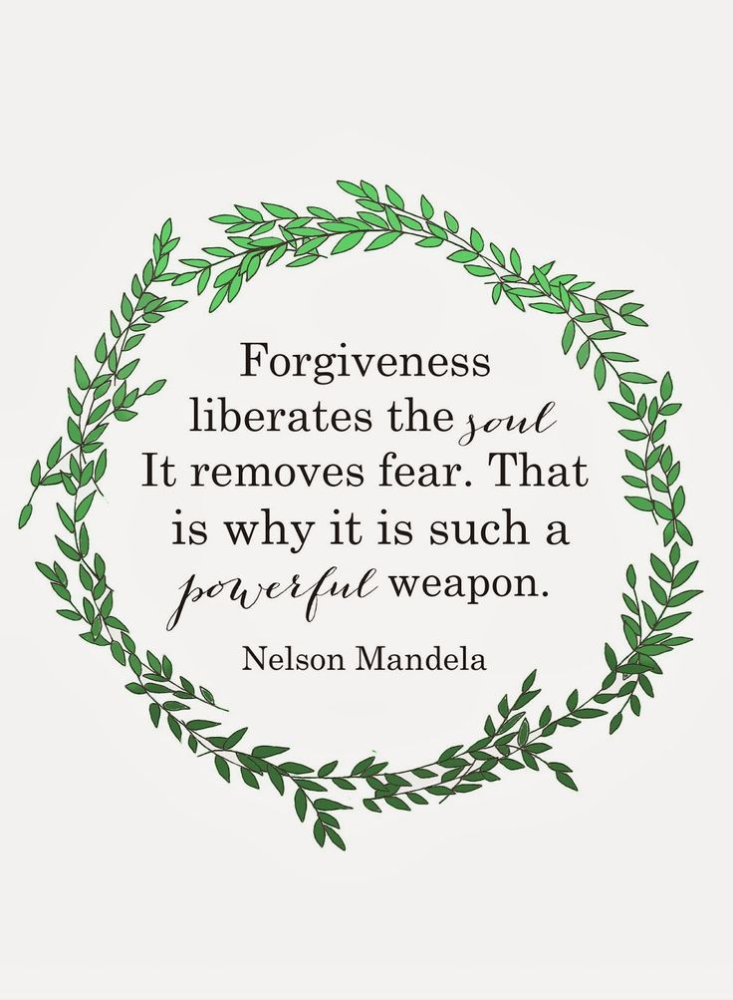 Forgiveness
liberates the soul
It removes fear. That
is why it is such a
powerful weapon.
Nelson Mandela